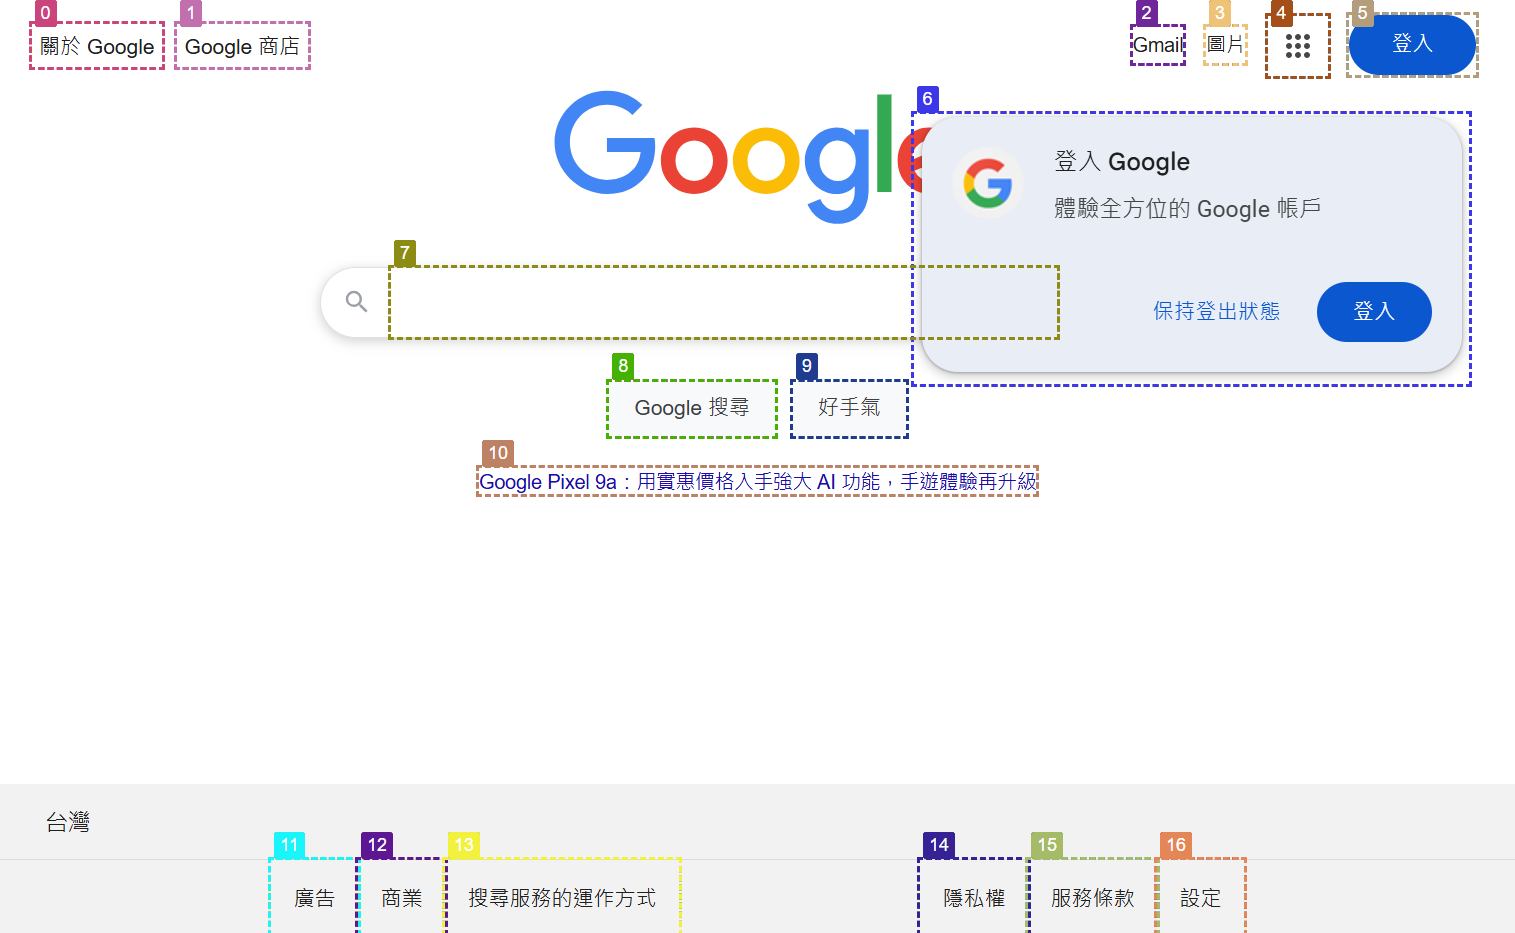 0
1
2
3
4
5
關於 Google
Google 商店
Gmail
圖片
登入
6
Google
登入 Google
體驗全方位的 Google 帳戶
7
保持登出狀態
登入
8
9
Google 搜尋
好手氣
10
Google Pixel 9a：用實惠價格入手強大 AI 功能，手遊體驗再升級
台灣
11
12
13
14
15
16
廣告
商業
搜尋服務的運作方式
隱私權
服務條款
設定